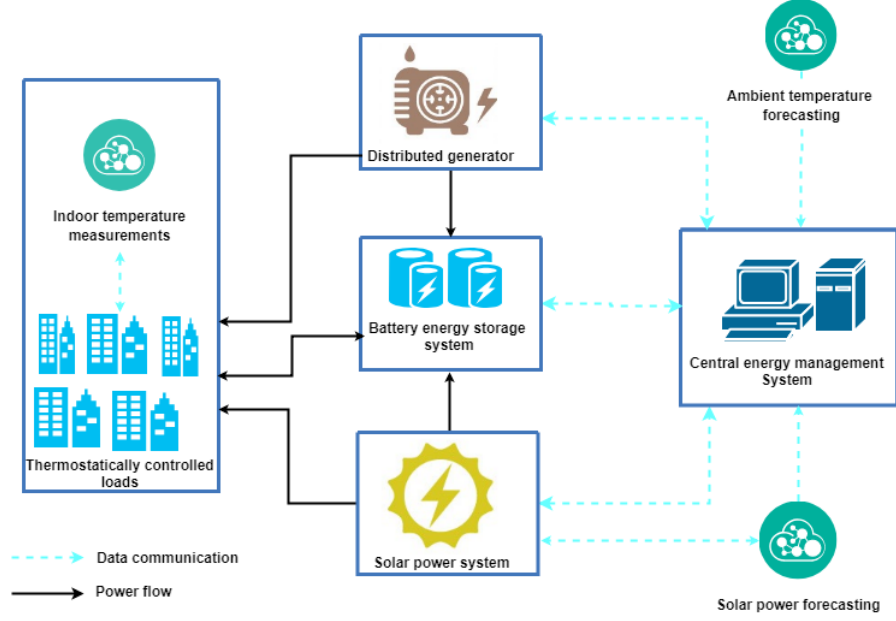 Ambient temperature
forecasting
Distributed generator
Indoor temperature
measurements
Battery energy storage
system
Central energy management
System
Thermostatically controlled
loads
Solar power system
Data communication
Power flow
Solar power forecasting